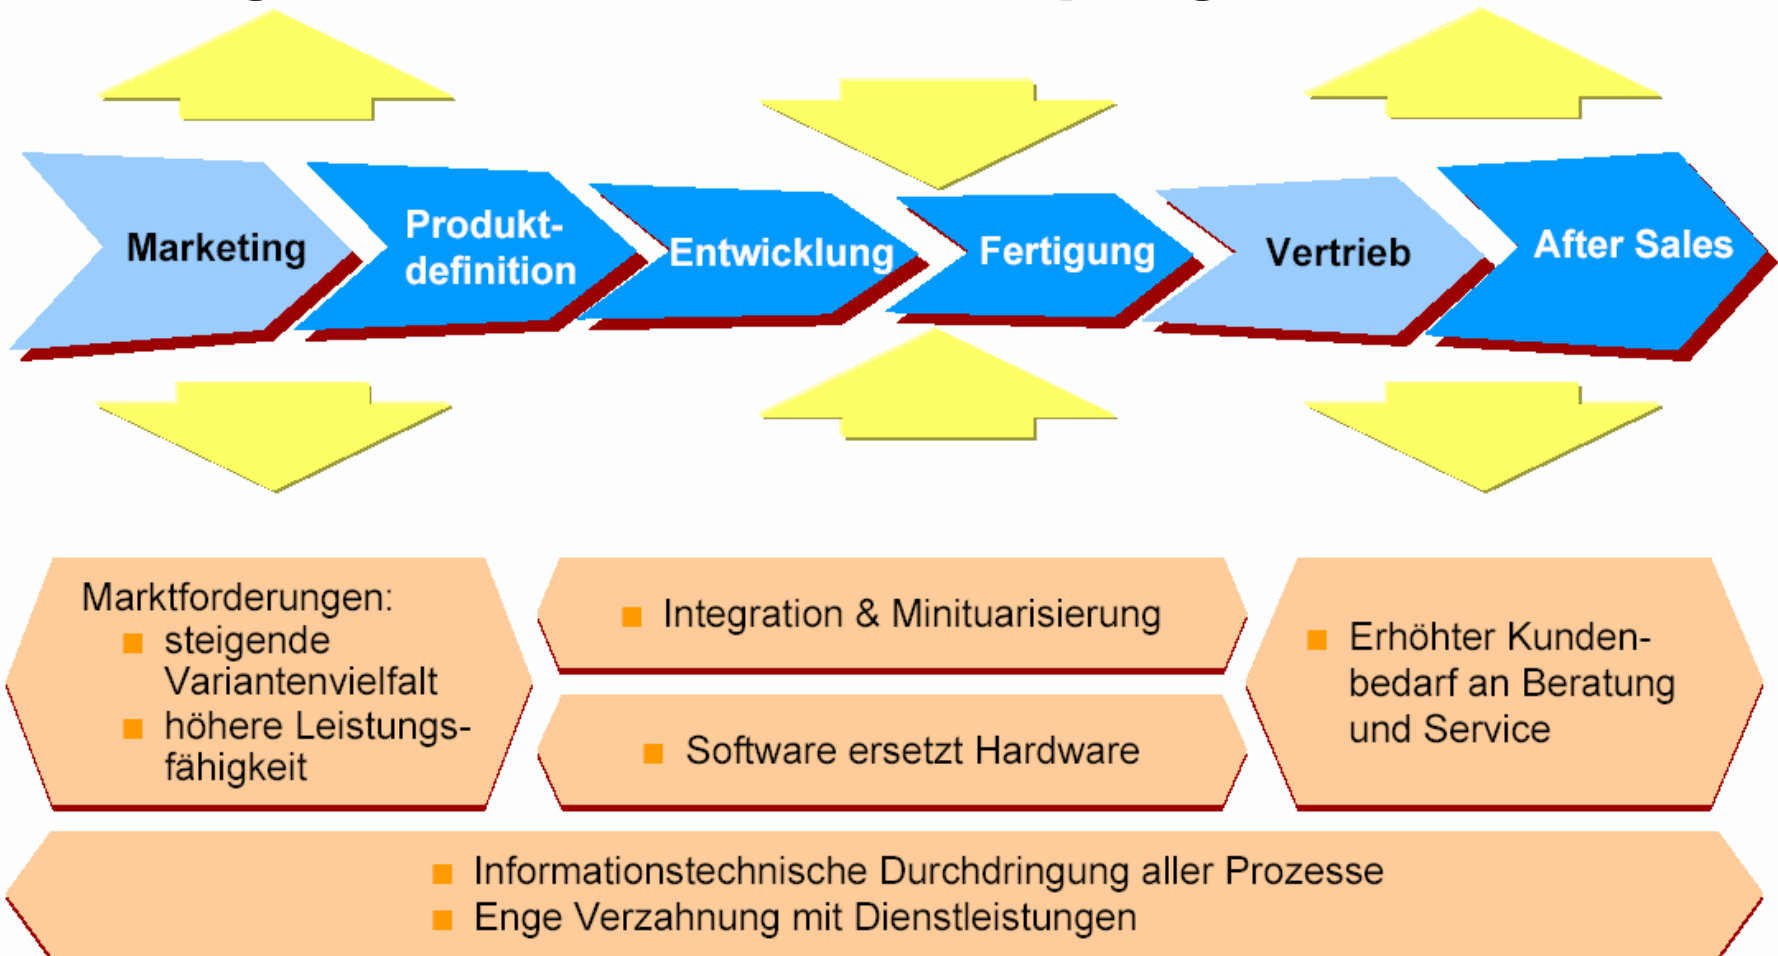 Marketing
Produkt-
definition
Entwicklung
Fertigung
Vertrieb
After Sales
Marktforderungen:
steigende
Variantenvielfalt
höhere Leistungs-
fähigkeit
Integration & Minituarisierung
Software ersetzt Hardware
Erhöhter Kunden-
bedarf an Beratung
und Service
Informationstechnische Durchdringung aller Prozesse
Enge Verzahnung mit Dienstleistungen